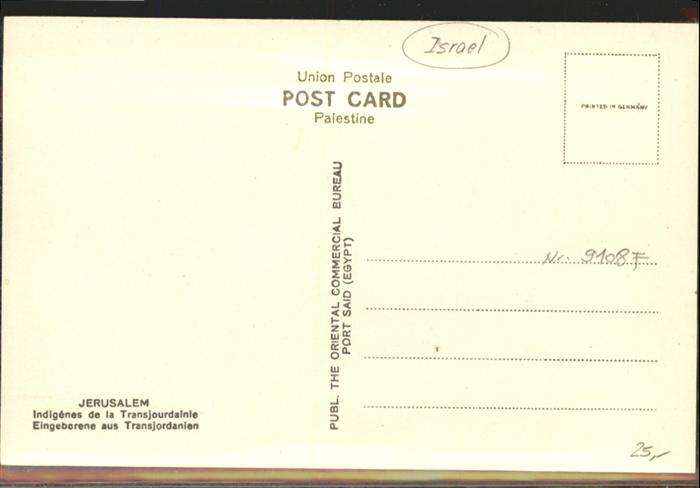 Israel
Union Postale
POST CARD
Palestine
PRINTED IN GERMANY
PUBL. THE ORIENTAL COMMERCIAL BUREAU
PORT SAID (EGYPT)
Nr. 9108 F
JERUSALEM
Indigénes de la Transjourdainie
Eingeborene aus Transjordanien
25,-